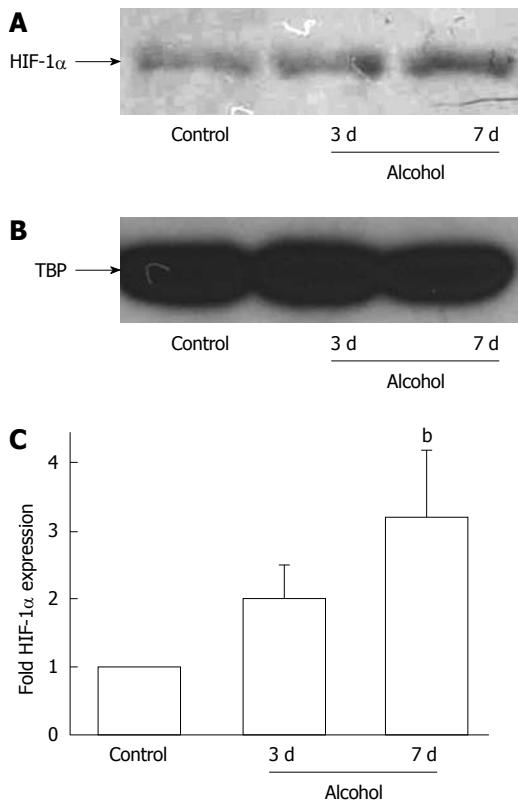 A
HIF-1α
Control 3 d 7 d
Alcohol
B
TBP
Control 3 d 7 d
Alcohol
C
Fold HIF-1α expression
4
3
2
1
0
b
Control 3 d 7 d
Alcohol